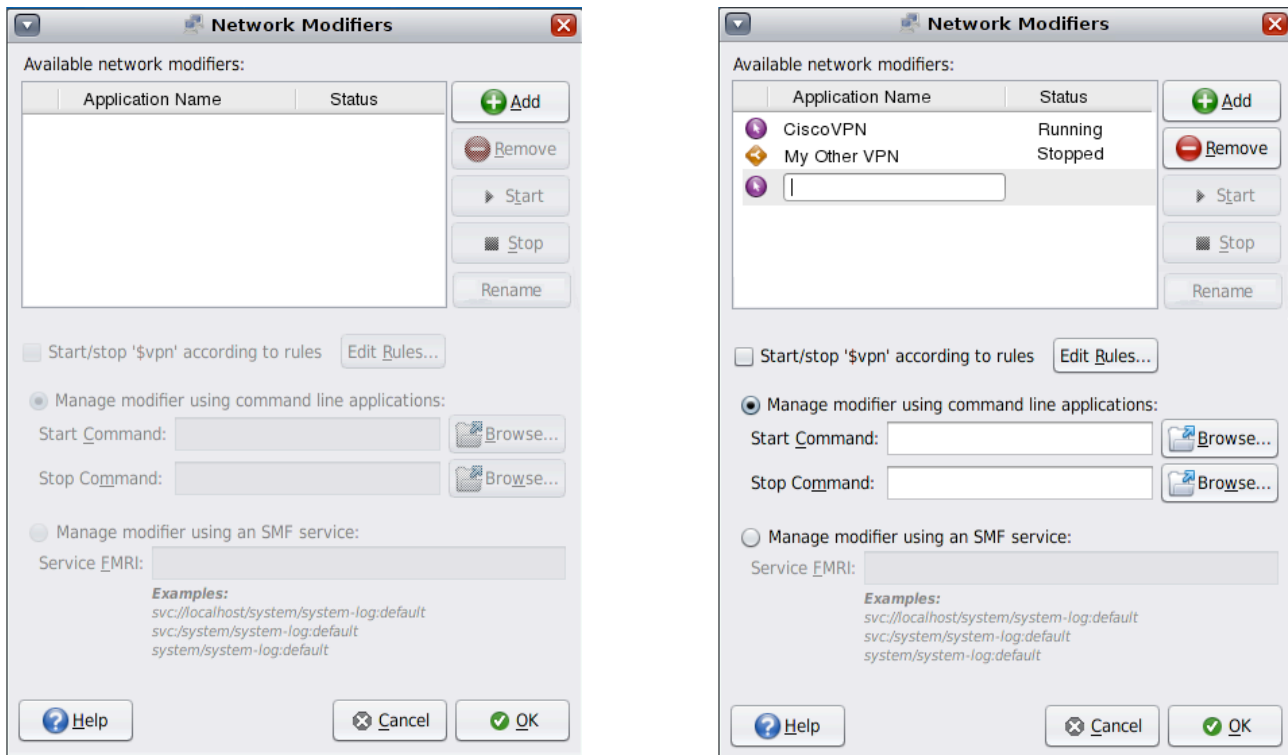 Network Modifiers
Available network modifiers:
Application Name Status
Add
Remove
Start
Stop
Rename
Start/stop '$vpn' according to rules Edit Rules...
Manage modifier using command line applications:
Start Command: Browse...
Stop Command: Browse...
Manage modifier using an SMF service:
Service FMRI:
Examples:
svc://localhost/system/system-log:default
svc:/system/system-log:default
system/system-log:default
Help Cancel OK
Network Modifiers
Available network modifiers:
Application Name Status
Add
CiscoVPN Running
My Other VPN Stopped
Remove
Start
Stop
Rename
Start/stop '$vpn' according to rules Edit Rules...
Manage modifier using command line applications:
Start Command: Browse...
Stop Command: Browse...
Manage modifier using an SMF service:
Service FMRI:
Examples:
svc://localhost/system/system-log:default
svc:/system/system-log:default
system/system-log:default
Help Cancel OK